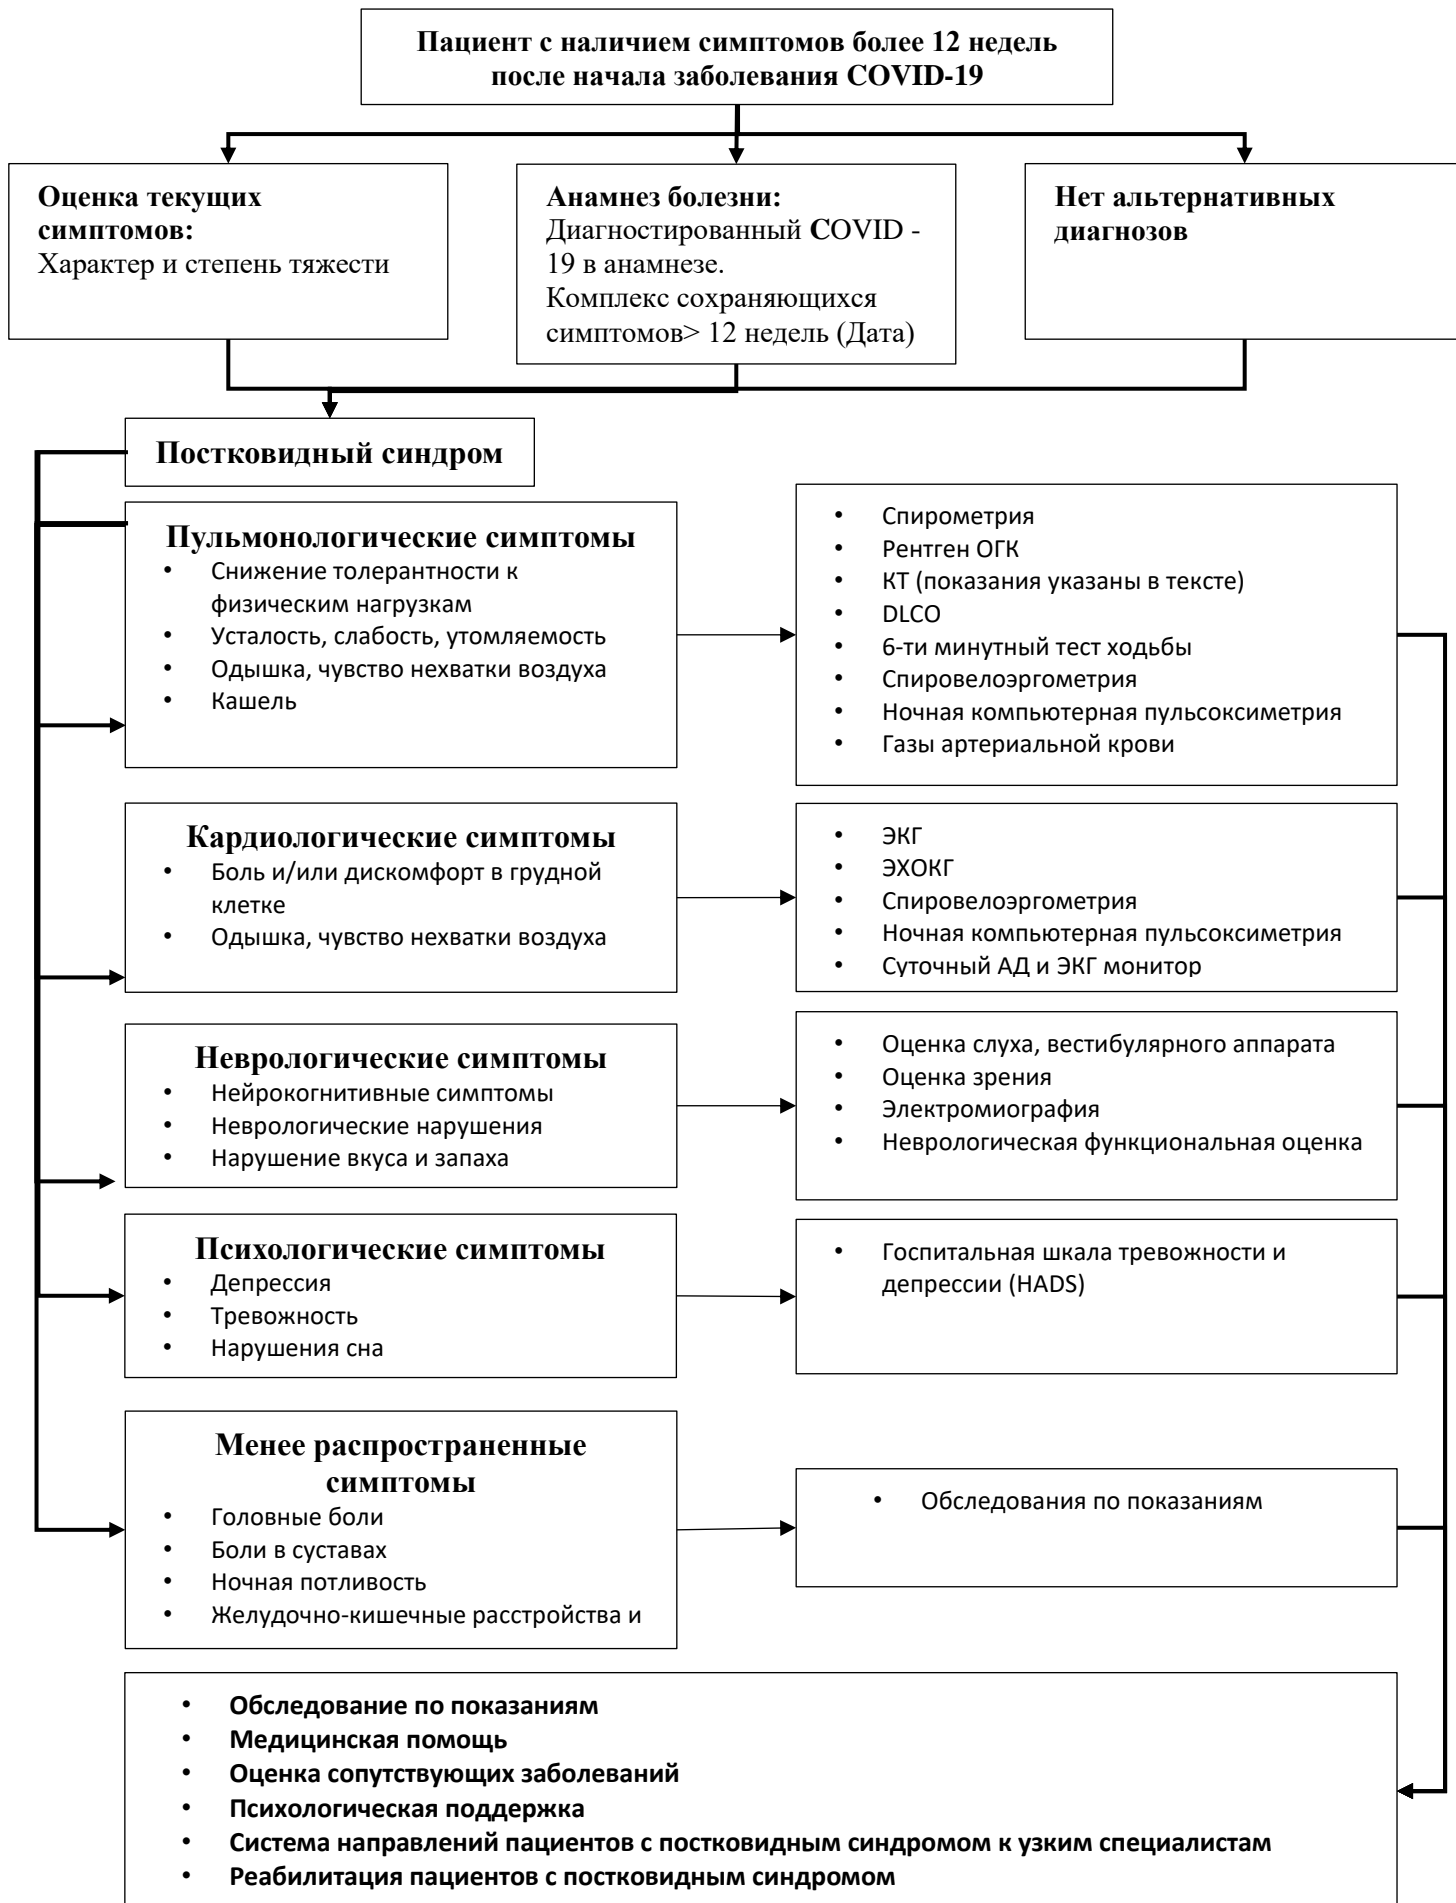 Пациент с наличием симптомов более 12 недель
после начала заболевания COVID-19
Оценка текущих
симптомов:
Характер и степень тяжести
Анамнез болезни:
Диагностированный COVID -
19 в анамнезе.
Комплекс сохраняющихся
симптомов> 12 недель (Дата)
Нет альтернативных
диагнозов
Постковидный синдром
Пульмонологические симптомы
• Снижение толерантности к
физическим нагрузкам
• Усталость, слабость, утомляемость
• Одышка, чувство нехватки воздуха
• Кашель
• Спирометрия
• Рентген ОГК
• КТ (показания указаны в тексте)
• DLCO
• 6-ти минутный тест ходьбы
• Спировелоэргометрия
• Ночная компьютерная пульсоксиметрия
• Газы артериальной крови
Кардиологические симптомы
• Боль и/или дискомфорт в грудной
клетке
• Одышка, чувство нехватки воздуха
• ЭКГ
• ЭХОКГ
• Спировелоэргометрия
• Ночная компьютерная пульсоксиметрия
• Суточный АД и ЭКГ монитор
Неврологические симптомы
• Нейрокогнитивные симптомы
• Неврологические нарушения
• Нарушение вкуса и запаха
• Оценка слуха, вестибулярного аппарата
• Оценка зрения
• Электромиография
• Неврологическая функциональная оценка
Психологические симптомы
• Депрессия
• Тревожность
• Нарушения сна
• Госпитальная шкала тревожности и
депрессии (HADS)
Менее распространенные
симптомы
• Головные боли
• Боли в суставах
• Ночная потливость
• Желудочно-кишечные расстройства и
• Обследования по показаниям
• Обследование по показаниям
• Медицинская помощь
• Оценка сопутствующих заболеваний
• Психологическая поддержка
• Система направлений пациентов с постковидным синдромом к узким специалистам
• Реабилитация пациентов с постковидным синдромом